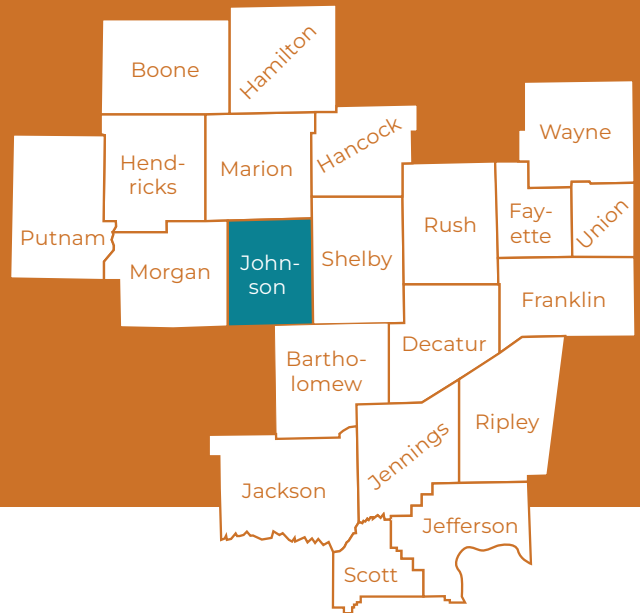 Boone
Hamilton
Hend-
ricks
Marion
Hancock
Wayne
Putnam
Morgan
John-
son
Shelby
Rush
Fay-
ette
Union
Franklin
Bartho-
lomew
Decatur
Jackson
Jennings
Ripley
Jefferson
Scott